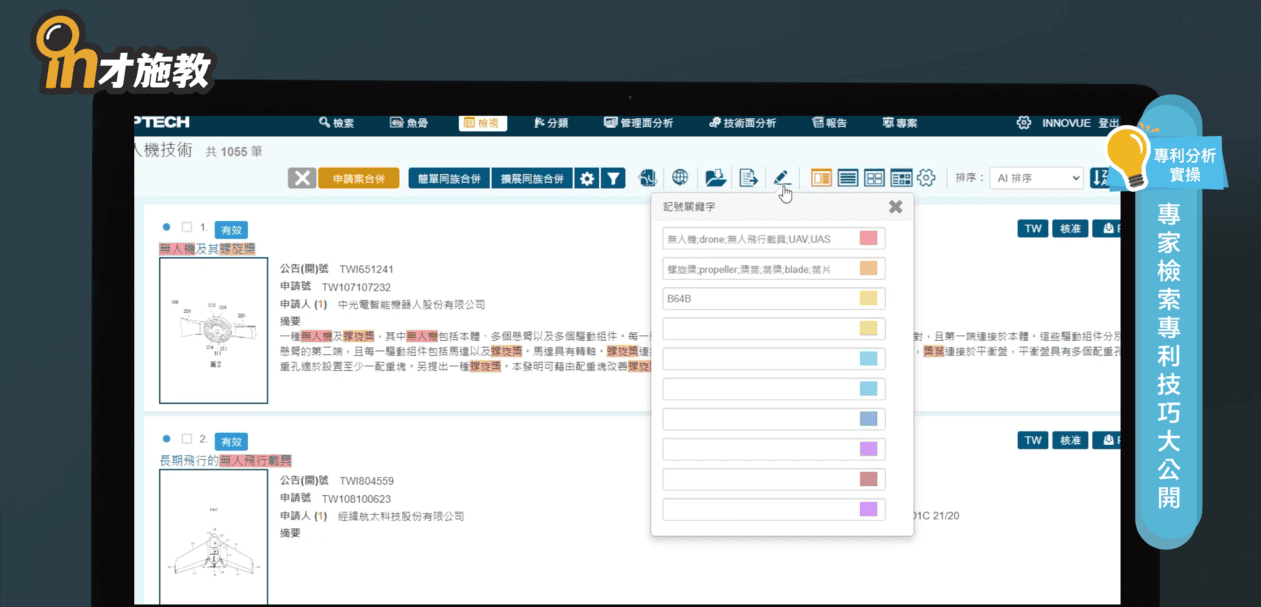 in才施教
PTECH
檢索
魚骨
檢視
分類
管理面分析
技術面分析
報告
專案
INNOVUE 登出
人機技術 共 1055 筆
申請案合併
簡單同族合併
擴展同族合併
排序：
AI 排序
專利分析
實操
專家檢索專利技巧大公開
記號關鍵字
無人機;drone;無人飛行載具;UAV;UAS
螺旋槳;propeller;槳葉;葉槳;blade;葉片
B64B
1. 有效
TW 核准
無人機及其螺旋槳
圖2
公告(開)號 TWI651241
申請號 TW107107232
申請人 (1) 中光電智能機器人股份有限公司
摘要
一種無人機及螺旋槳，其中無人機包括本體、多個懸臂以及多個驅動組件。每一 對，且第一端連接於本體。這些驅動組件分
懸臂的第二端，且每一驅動組件包括馬達以及螺旋槳。馬達具有轉軸。螺旋槳連 ，槳葉連接於平衡盤，平衡盤具有多個配重孔
重孔適於設置至少一配重塊。另提出一種螺旋槳。本發明可藉由配重塊改善螺旋
2. 有效
TW 核准
長期飛行的無人飛行載具
公告(開)號 TWI804559
申請號 TW108100623
申請人 (1) 經緯航太科技股份有限公司
01C 21/20
摘要